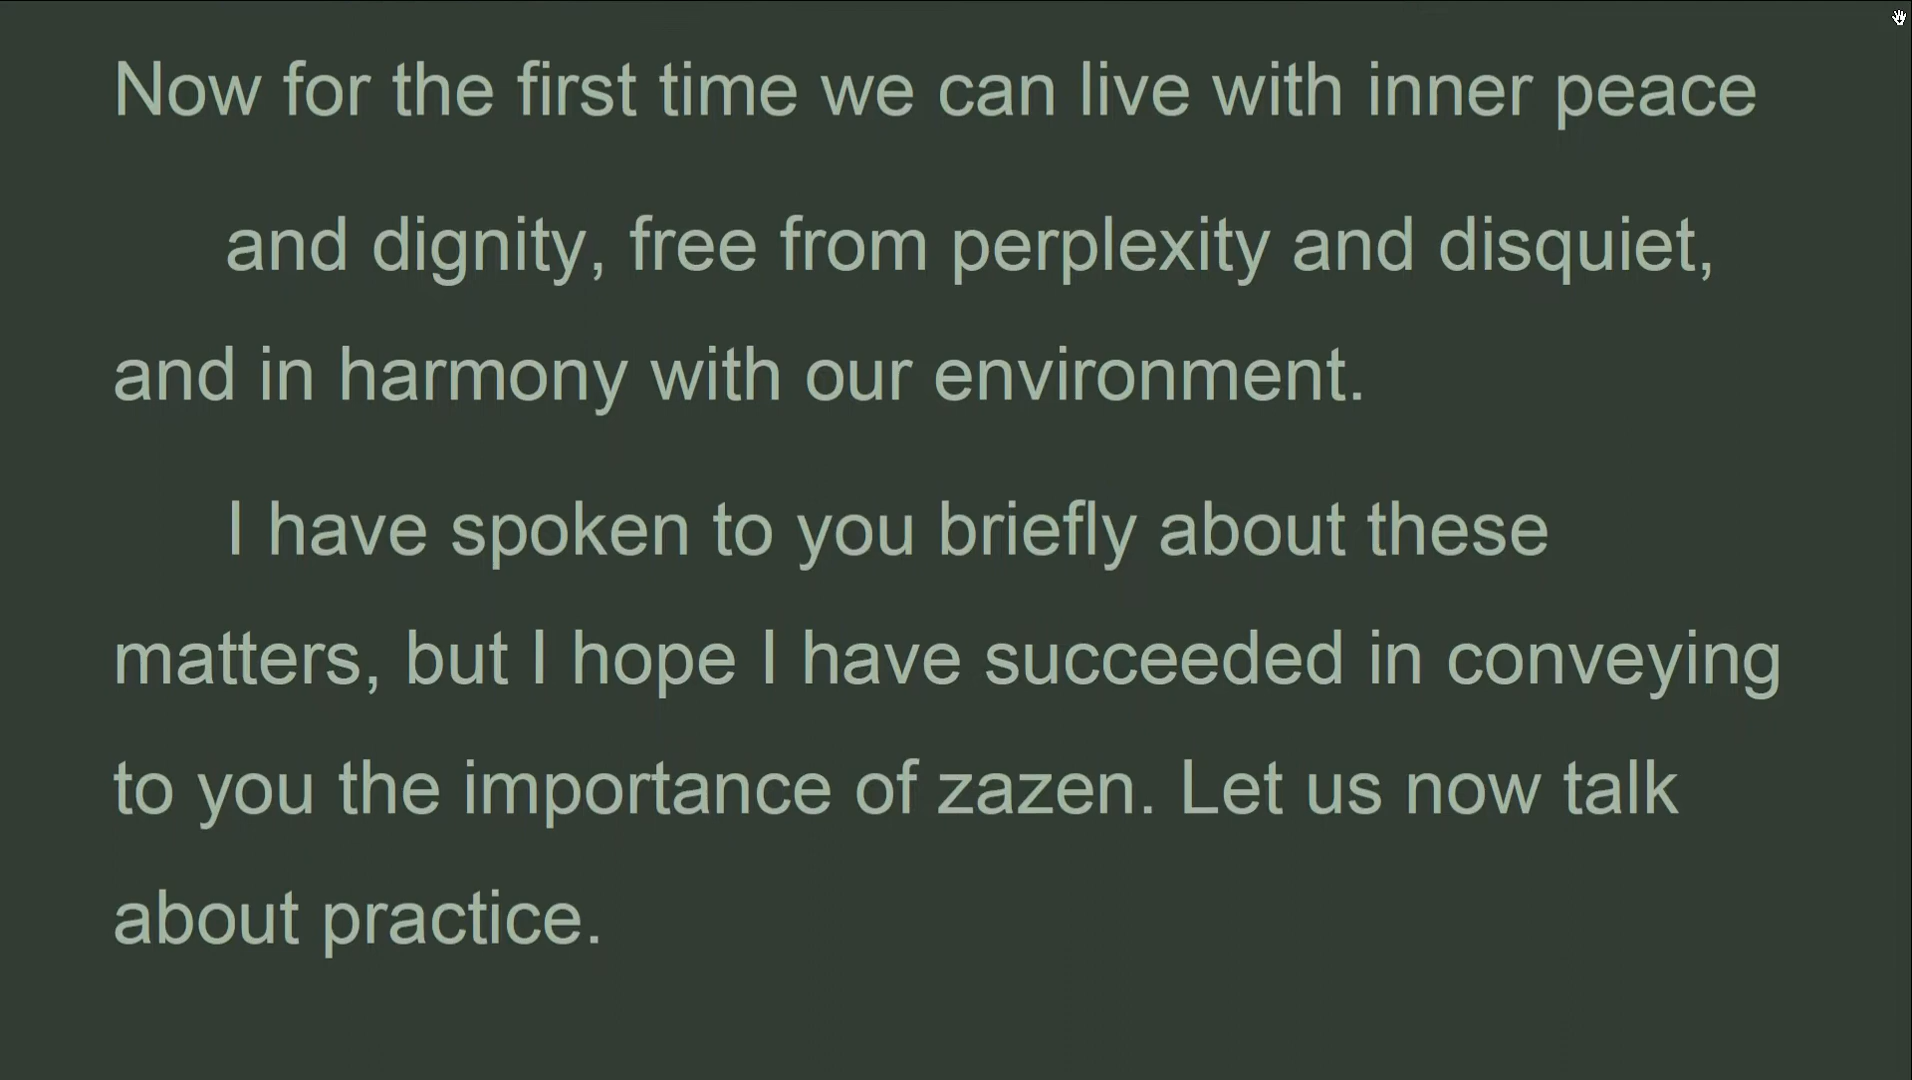 Now for the first time we can live with inner peace
and dignity, free from perplexity and disquiet,
and in harmony with our environment.
I have spoken to you briefly about these
matters, but I hope I have succeeded in conveying
to you the importance of zazen. Let us now talk
about practice.